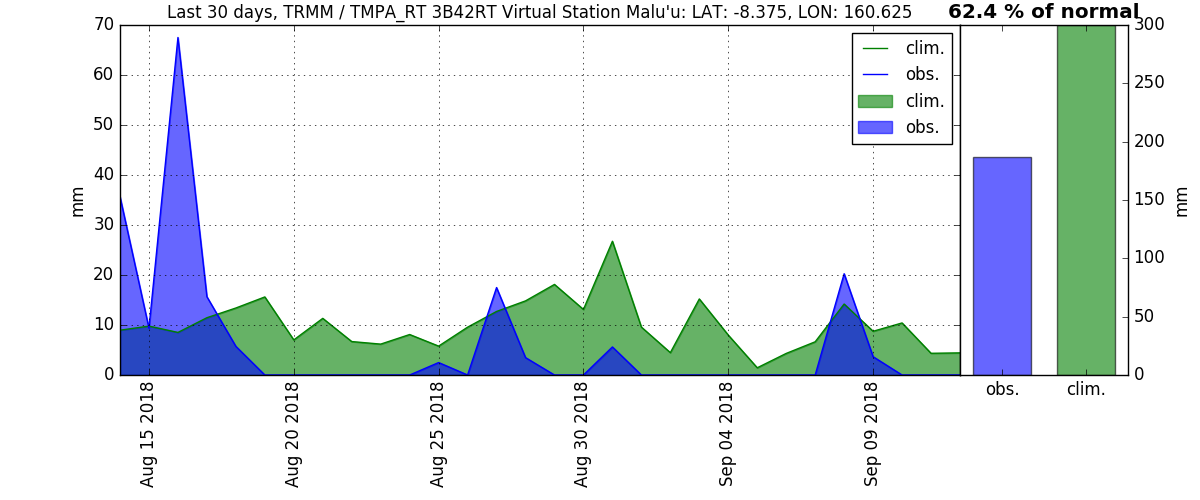 Last 30 days, TRMM / TMPA_RT 3B42RT Virtual Station Malu'u: LAT: -8.375, LON: 160.625
62.4 % of normal
70
60
50
40
30
20
10
0
mm
clim.
obs.
clim.
obs.
Aug 15 2018
Aug 20 2018
Aug 25 2018
Aug 30 2018
Sep 04 2018
Sep 09 2018
300
250
200
150
100
50
0
mm
obs.
clim.